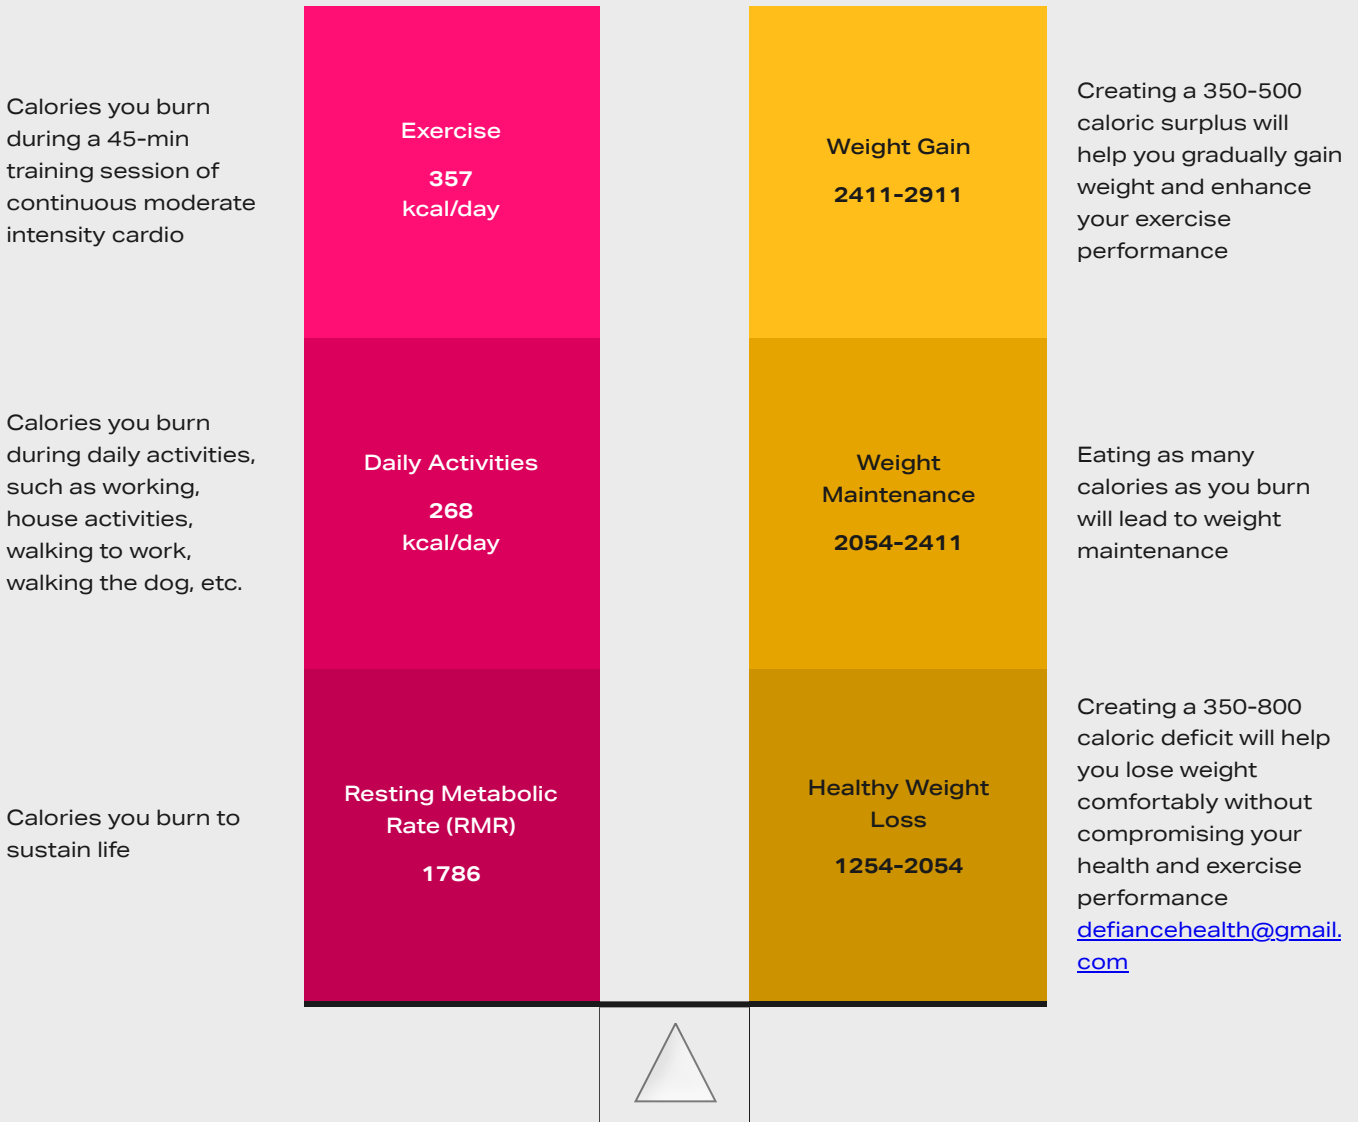 Calories you burn
during a 45-min
training session of
continuous moderate
intensity cardio
Exercise
357
kcal/day
Weight Gain
2411-2911
Creating a 350-500
caloric surplus will
help you gradually gain
weight and enhance
your exercise
performance
Calories you burn
during daily activities,
such as working,
house activities,
walking to work,
walking the dog, etc.
Daily Activities
268
kcal/day
Weight
Maintenance
2054-2411
Eating as many
calories as you burn
will lead to weight
maintenance
Calories you burn to
sustain life
Resting Metabolic
Rate (RMR)
1786
Healthy Weight
Loss
1254-2054
Creating a 350-800
caloric deficit will help
you lose weight
comfortably without
compromising your
health and exercise
performance
defiancehealth@gmail.
com